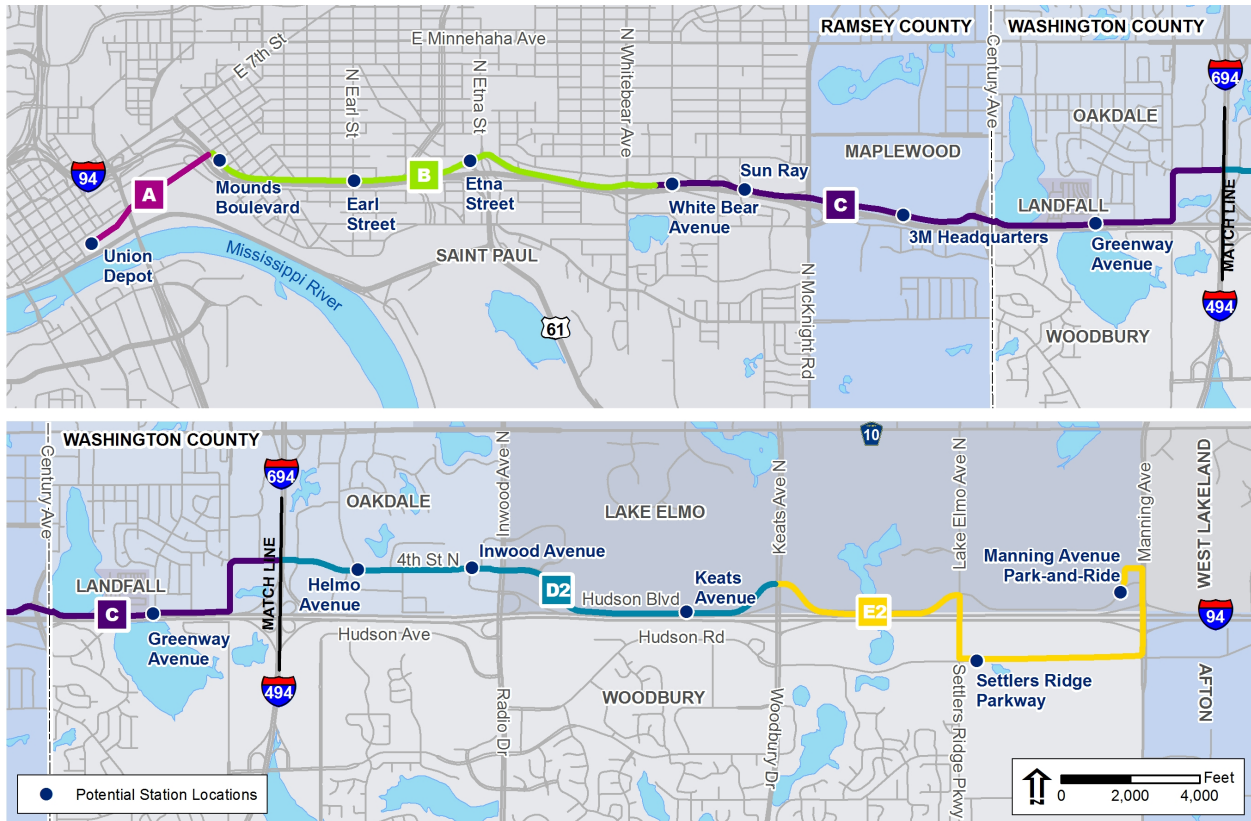 RAMSEY COUNTY
WASHINGTON COUNTY
E 7th St
E Minnehaha Ave
N Earl St
N Etna St
N Whitebear Ave
Century Ave
694
OAKDALE
94
MAPLEWOOD
A
B
C
Mounds
Boulevard
Earl
Street
Etna
Street
Sun Ray
White Bear
Avenue
3M Headquarters
LANDFALL
Greenway
Avenue
MATCH LINE
Union
Depot
Mississippi River
SAINT PAUL
N McKnight Rd
61
494
WOODBURY
WASHINGTON COUNTY
Century Ave
694
OAKDALE
Inwood Ave N
LAKE ELMO
10
Keats Ave N
Lake Elmo Ave N
Manning Ave
WEST LAKELAND
MATCH LINE
LANDFALL
C
Greenway
Avenue
Helmo
Avenue
4th St N
Inwood Avenue
D2
Hudson Blvd
Keats
Avenue
E2
Manning Avenue
Park-and-Ride
94
Hudson Ave
Hudson Rd
494
WOODBURY
Radio Dr
Woodbury Dr
Settlers Ridge
Parkway
Settlers Ridge Pkwy
AFTON
Potential Station Locations
N
Feet
0 2,000 4,000